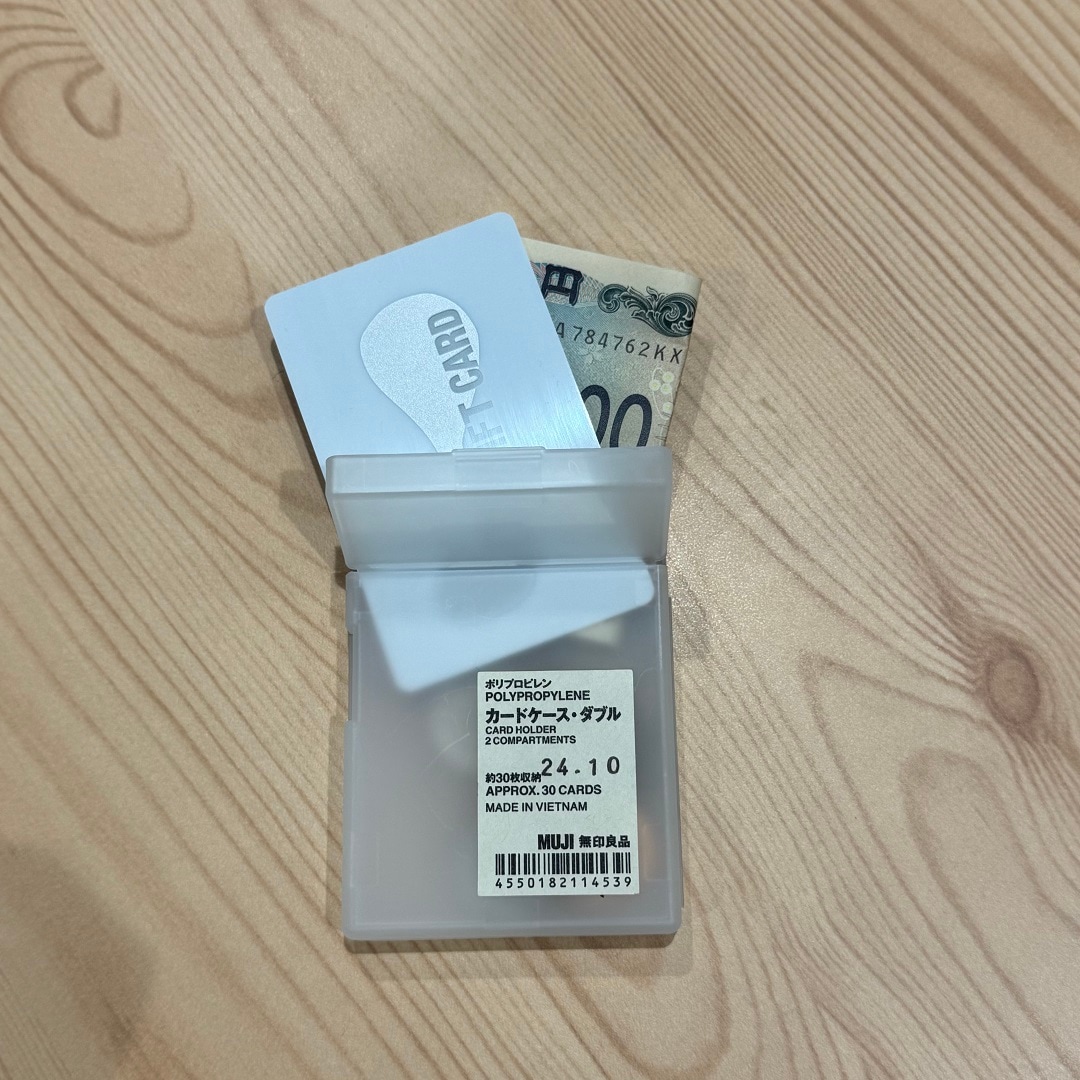 円
A784762KX
00
GIFT CARD
ポリプロピレン
POLYPROPYLENE
カードケース・ダブル
CARD HOLDER
2 COMPARTMENTS
約30枚収納 24.10
APPROX. 30 CARDS
MADE IN VIETNAM
MUJI 無印良品
4550182114539